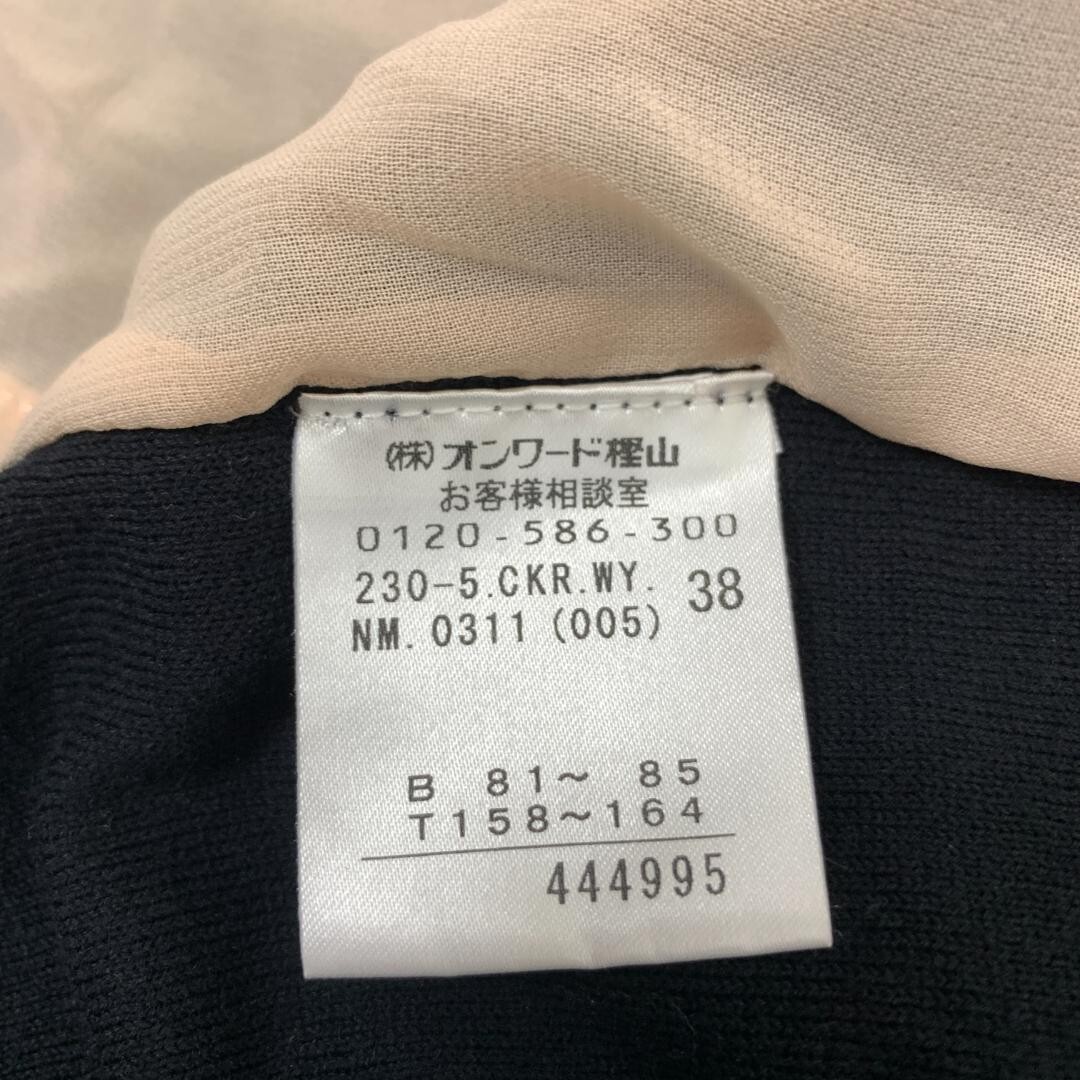 (株)オンワード樫山
お客様相談室
0120-586-300
230-5.CKR.WY. 38
NM. 0311 (005)
B 81～ 85
T158～164
444995